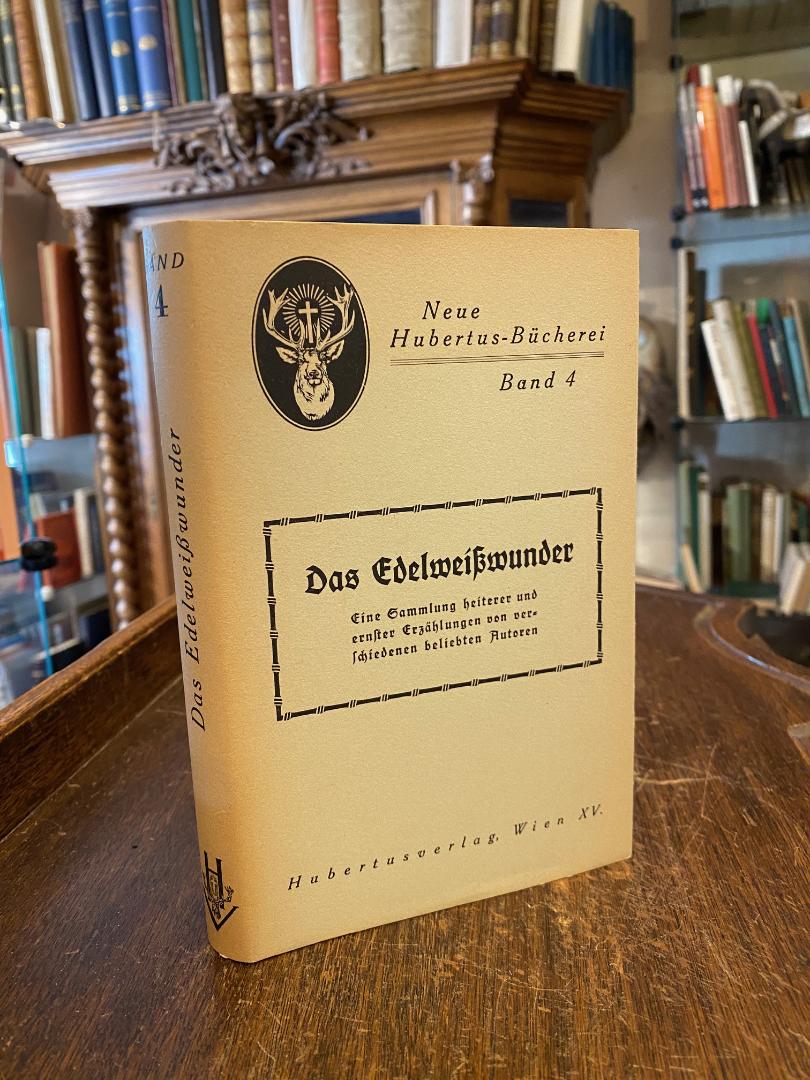 Neue
Hubertus-Bücherei
Band 4
Das Edelweißwunder
Eine Sammlung heiterer und
ernster Erzählungen von ver-
schiedenen beliebten Autoren
Hubertusverlag, Wien XV.
BAND
4
Das Edelweißwunder
HV